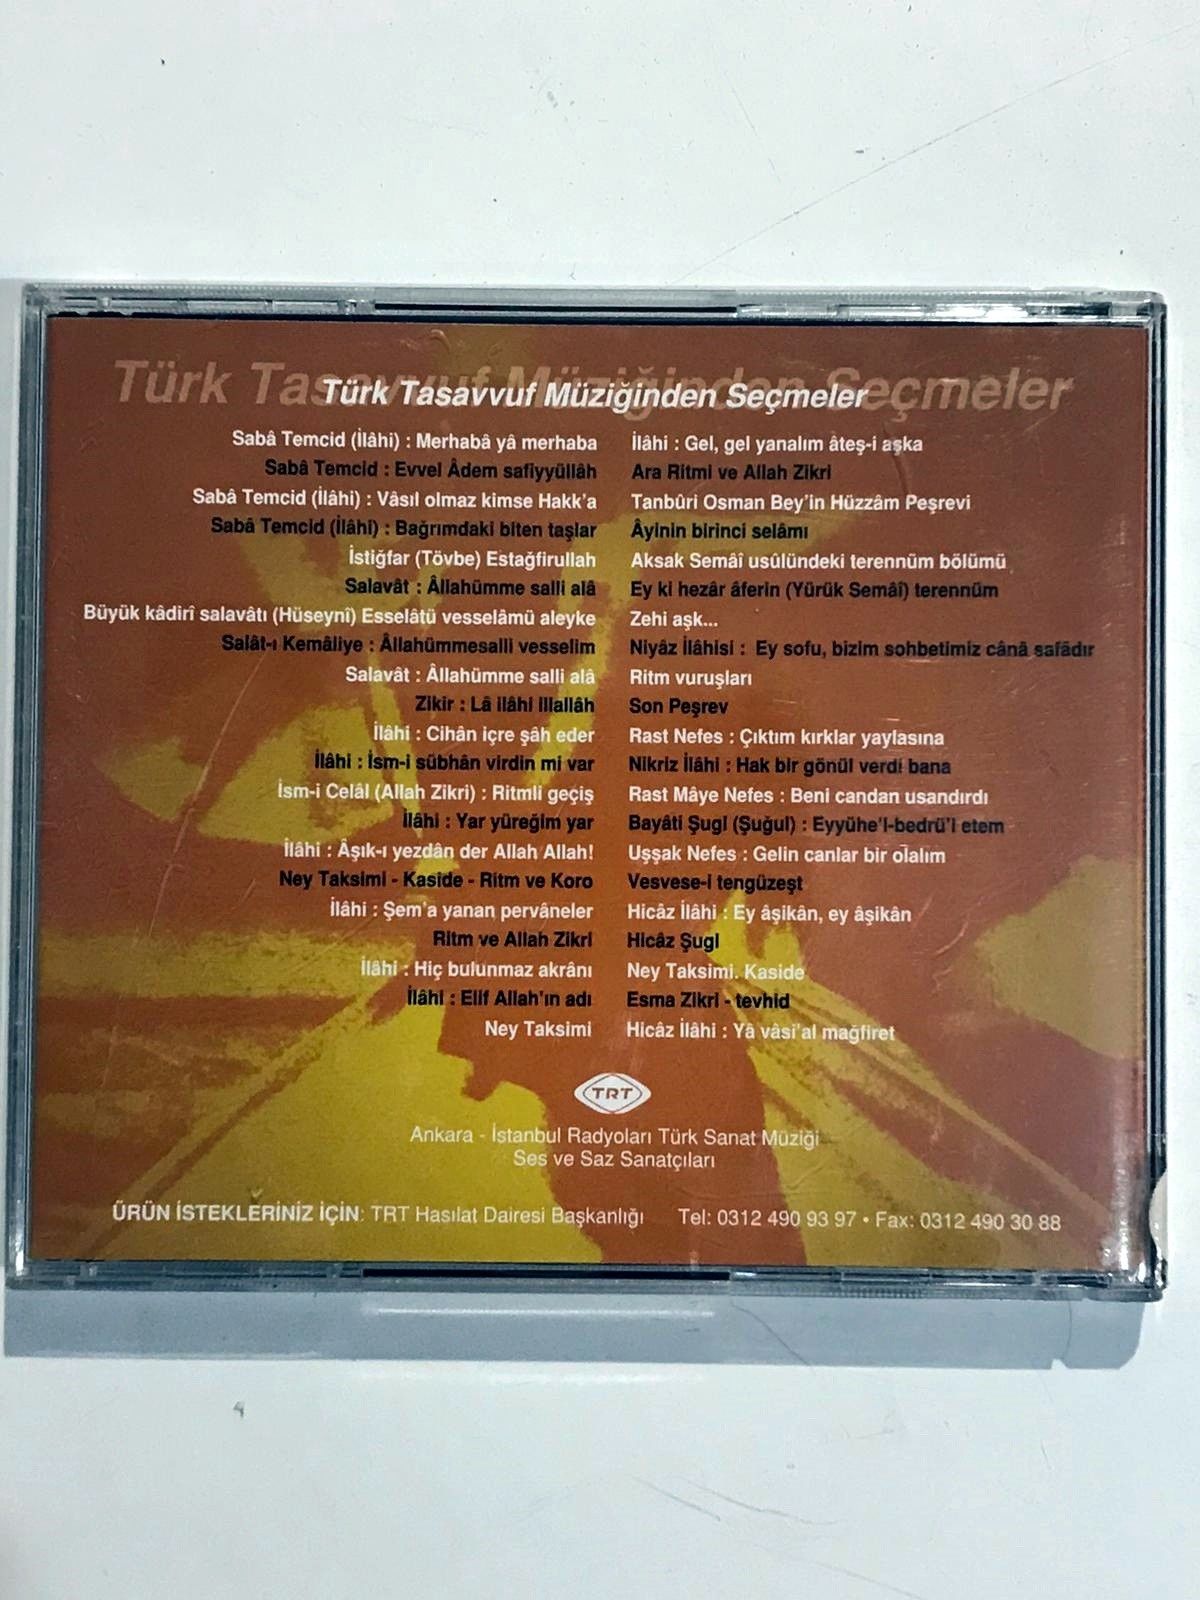 Türk Tasavvuf Müziğinden Seçmeler
Türk Tasavvuf Müziğinden Seçmeler
Sabâ Temcid (İlâhi) : Merhabâ yâ merhaba
Sabâ Temcid : Evvel Âdem safiyyüllâh
Sabâ Temcid (İlâhi) : Vâsıl olmaz kimse Hakk'a
Sabâ Temcid (İlâhi) : Bağrımdaki biten taşlar
İstiğfar (Tövbe) Estağfirullah
Salavât : Âllahümme salli alâ
Büyük kâdirî salavâtı (Hüseynî) Esselâtü vesselâmü aleyke
Salât-ı Kemâliye : Âllahümmesalli vesselim
Salavât : Âllahümme salli alâ
Zikir : Lâ ilâhi illallâh
İlâhi : Cihân içre şâh eder
İlâhi : İsm-i sübhân virdin mi var
İsm-i Celâl (Allah Zikri) : Ritmli geçiş
İlâhi : Yar yüreğim yar
İlâhi : Âşık-ı yezdân der Allah Allah!
Ney Taksimi - Kaside - Ritm ve Koro
İlâhi : Şem'a yanan pervâneler
Ritm ve Allah Zikri
İlâhi : Hiç bulunmaz akrânı
İlâhi : Elif Allah'ın adı
Ney Taksimi
İlâhi : Gel, gel yanalım âteş-i aşka
Ara Ritmi ve Allah Zikri
Tanbûri Osman Bey'in Hüzzâm Peşrevi
Âyinin birinci selâmı
Aksak Semâî usûlündeki terennüm bölümü
Ey ki hezâr âferin (Yürük Semâî) terennüm
Zehi aşk...
Niyâz İlâhisi : Ey sofu, bizim sohbetimiz cânâ safâdır
Ritm vuruşları
Son Peşrev
Rast Nefes : Çıktım kırklar yaylasına
Nikriz İlâhi : Hak bir gönül verdi bana
Rast Mâye Nefes : Beni candan usandırdı
Bayâti Şugl (Şuğul) : Eyyühe'l-bedrü'l etem
Uşşak Nefes : Gelin canlar bir olalım
Vesvese-i tengüzeşt
Hicâz İlâhi : Ey âşikân, ey âşikân
Hicâz Şugl
Ney Taksimi. Kaside
Esma Zikri - tevhid
Hicâz İlâhi : Yâ vâsi'al mağfiret
TRT
Ankara - İstanbul Radyoları Türk Sanat Müziği
Ses ve Saz Sanatçıları
ÜRÜN İSTEKLERİNİZ İÇİN: TRT Hasılat Dairesi Başkanlığı Tel: 0312 490 93 97 • Fax: 0312 490 30 88